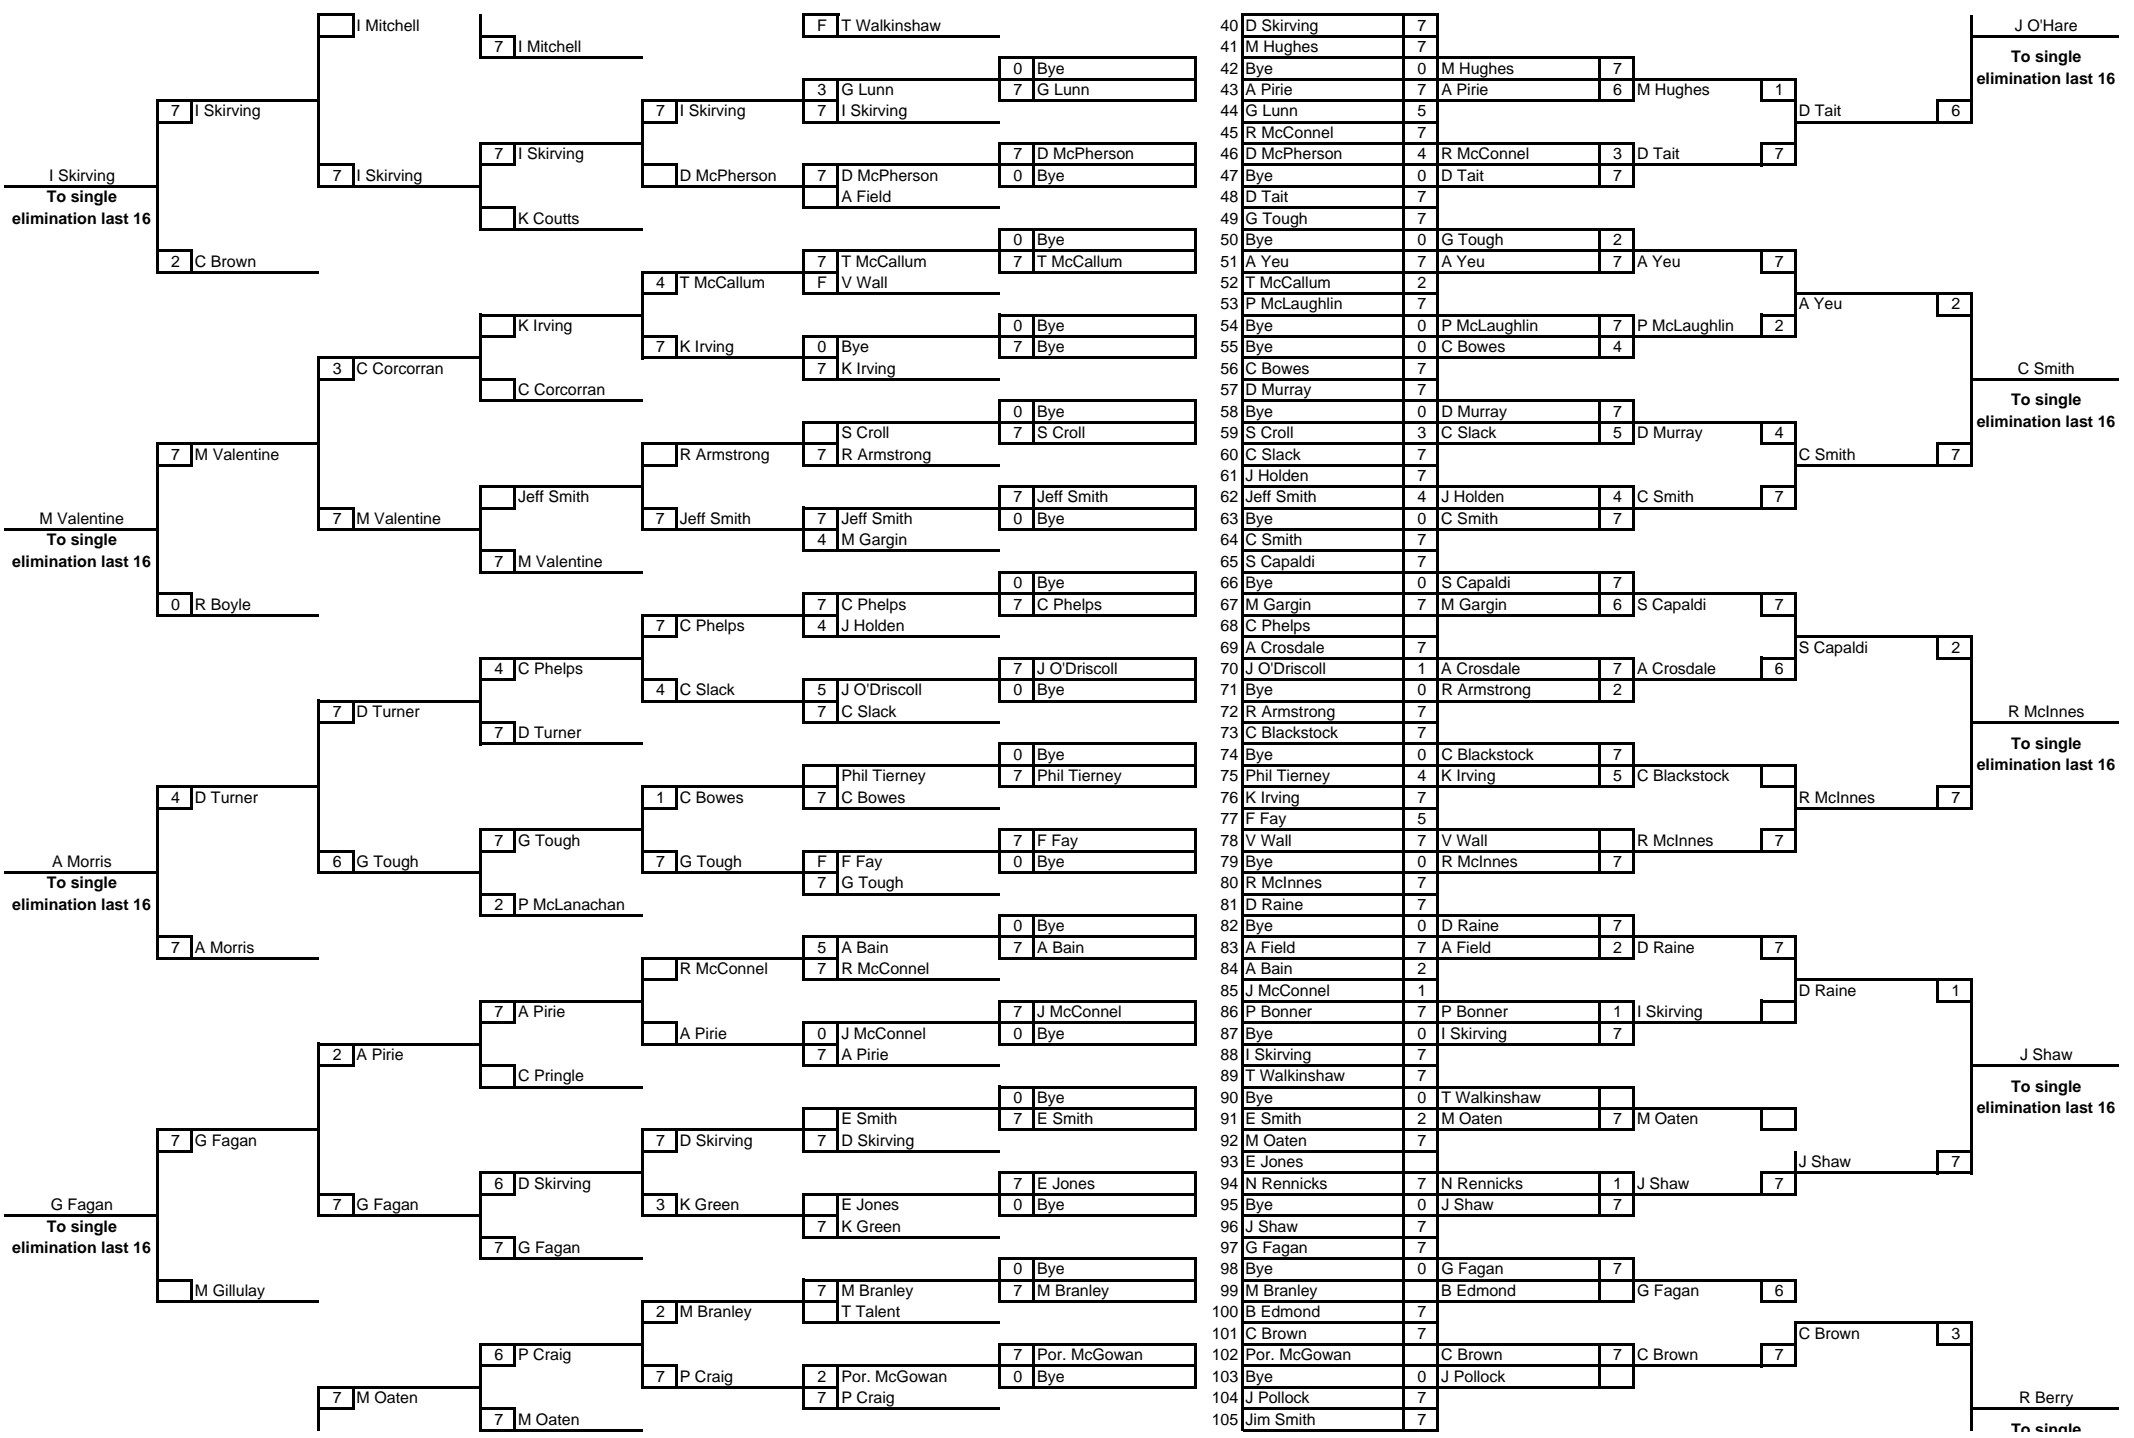 I Mitchell F T Walkinshaw 40 D Skirving 7 J O'Hare
7 I Mitchell 41 M Hughes 7
To single
0 Bye 42 Bye 0 M Hughes 7
elimination last 16
3 G Lunn 7 G Lunn 43 A Pirie 7 A Pirie 6 M Hughes 1
7 I Skirving 7 I Skirving 7 I Skirving 44 G Lunn 5 D Tait 6
45 R McConnel 7
7 I Skirving 7 D McPherson 46 D McPherson 4 R McConnel 3 D Tait 7
I Skirving 7 I Skirving D McPherson 7 D McPherson 0 Bye 47 Bye 0 D Tait 7
To single A Field 48 D Tait 7
elimination last 16 K Coutts 49 G Tough 7
0 Bye 50 Bye 0 G Tough 2
2 C Brown 7 T McCallum 7 T McCallum 51 A Yeu 7 A Yeu 7 A Yeu 7
4 T McCallum F V Wall 52 T McCallum 2
53 P McLaughlin 7 A Yeu 2
K Irving 0 Bye 54 Bye 0 P McLaughlin 7 P McLaughlin 2
7 K Irving 0 Bye 7 Bye 55 Bye 0 C Bowes 4
3 C Corcorran 7 K Irving 56 C Bowes 7 C Smith
C Corcorran 57 D Murray 7
To single
0 Bye 58 Bye 0 D Murray 7
elimination last 16
S Croll 7 S Croll 59 S Croll 3 C Slack 5 D Murray 4
7 M Valentine R Armstrong 7 R Armstrong 60 C Slack 7 C Smith 7
61 J Holden 7
Jeff Smith 7 Jeff Smith 62 Jeff Smith 4 J Holden 4 C Smith 7
M Valentine 7 M Valentine 7 Jeff Smith 7 Jeff Smith 0 Bye 63 Bye 0 C Smith 7
To single 4 M Gargin 64 C Smith 7
elimination last 16 7 M Valentine 65 S Capaldi 7
0 Bye 66 Bye 0 S Capaldi 7
0 R Boyle 7 C Phelps 7 C Phelps 67 M Gargin 7 M Gargin 6 S Capaldi 7
7 C Phelps 4 J Holden 68 C Phelps
69 A Crosdale 7 S Capaldi 2
4 C Phelps 7 J O'Driscoll 70 J O'Driscoll 1 A Crosdale 7 A Crosdale 6
4 C Slack 5 J O'Driscoll 0 Bye 71 Bye 0 R Armstrong 2
7 D Turner 7 C Slack 72 R Armstrong 7 R McInnes
7 D Turner 73 C Blackstock 7
To single
0 Bye 74 Bye 0 C Blackstock 7
elimination last 16
Phil Tierney 7 Phil Tierney 75 Phil Tierney 4 K Irving 5 C Blackstock
4 D Turner 1 C Bowes 7 C Bowes 76 K Irving 7 R McInnes 7
77 F Fay 5
7 G Tough 7 F Fay 78 V Wall 7 V Wall R McInnes 7
A Morris 6 G Tough 7 G Tough F F Fay 0 Bye 79 Bye 0 R McInnes 7
To single 7 G Tough 80 R McInnes 7
elimination last 16 2 P McLanachan 81 D Raine 7
0 Bye 82 Bye 0 D Raine 7
7 A Morris 5 A Bain 7 A Bain 83 A Field 7 A Field 2 D Raine 7
R McConnel 7 R McConnel 84 A Bain 2
85 J McConnel 1 D Raine 1
7 A Pirie 7 J McConnel 86 P Bonner 7 P Bonner 1 I Skirving
A Pirie 0 J McConnel 0 Bye 87 Bye 0 I Skirving 7
2 A Pirie 7 A Pirie 88 I Skirving 7 J Shaw
C Pringle 89 T Walkinshaw 7
To single
0 Bye 90 Bye 0 T Walkinshaw
elimination last 16
E Smith 7 E Smith 91 E Smith 2 M Oaten 7 M Oaten
7 G Fagan 7 D Skirving 7 D Skirving 92 M Oaten 7
93 E Jones J Shaw 7
6 D Skirving 7 E Jones 94 N Rennicks 7 N Rennicks 1 J Shaw 7
G Fagan 7 G Fagan 3 K Green E Jones 0 Bye 95 Bye 0 J Shaw 7
To single 7 K Green 96 J Shaw 7
elimination last 16 7 G Fagan 97 G Fagan 7
0 Bye 98 Bye 0 G Fagan 7
M Gillulay 7 M Branley 7 M Branley 99 M Branley B Edmond G Fagan 6
2 M Branley T Talent 100 B Edmond 7
101 C Brown 7 C Brown 3
6 P Craig 7 Por. McGowan 102 Por. McGowan C Brown 7 C Brown 7
7 P Craig 2 Por. McGowan 0 Bye 103 Bye 0 J Pollock
7 M Oaten 7 P Craig 104 J Pollock 7 R Berry
7 M Oaten 105 Jim Smith 7
To single